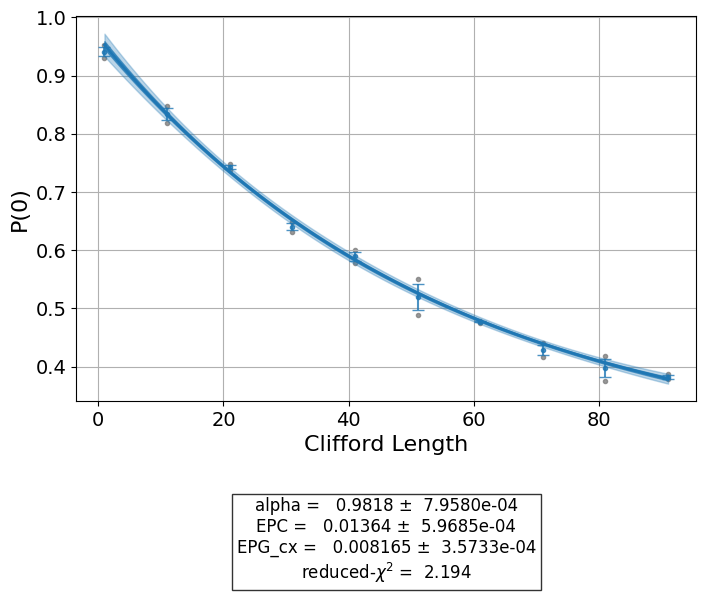 1.0
0.9
0.8
0.7
0.6
0.5
0.4
P(0)
0 20 40 60 80
Clifford Length
alpha = 0.9818 ± 7.9580e-04
EPC = 0.01364 ± 5.9685e-04
EPG_cx = 0.008165 ± 3.5733e-04
reduced-χ² = 2.194